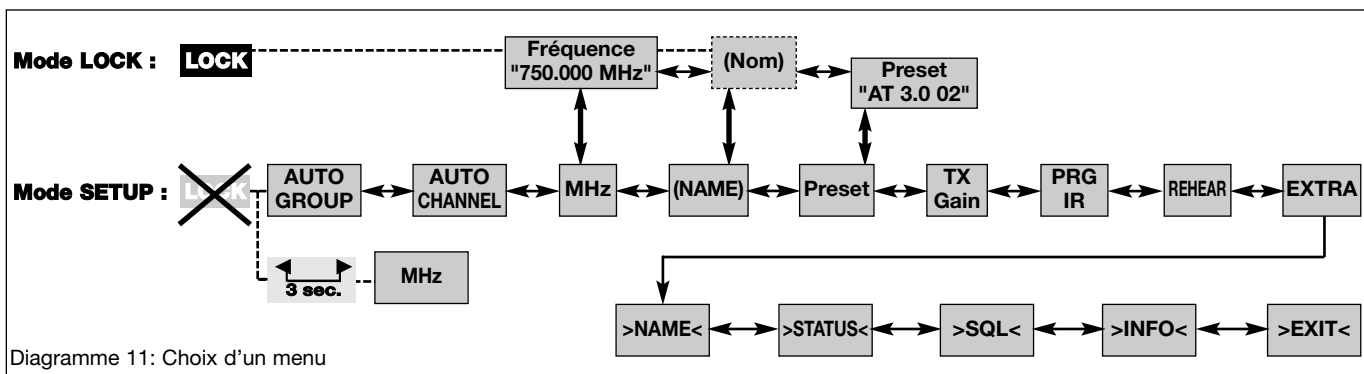 Mode LOCK : LOCK
Fréquence
"750.000 MHz"
(Nom)
Preset
"AT 3.0 02"
Mode SETUP : LOCK
AUTO
GROUP
AUTO
CHANNEL
MHz
(NAME)
Preset
TX
Gain
PRG
IR
REHEAR
EXTRA
3 sec.
MHz
>NAME<
>STATUS<
>SQL<
>INFO<
>EXIT<
Diagramme 11: Choix d'un menu